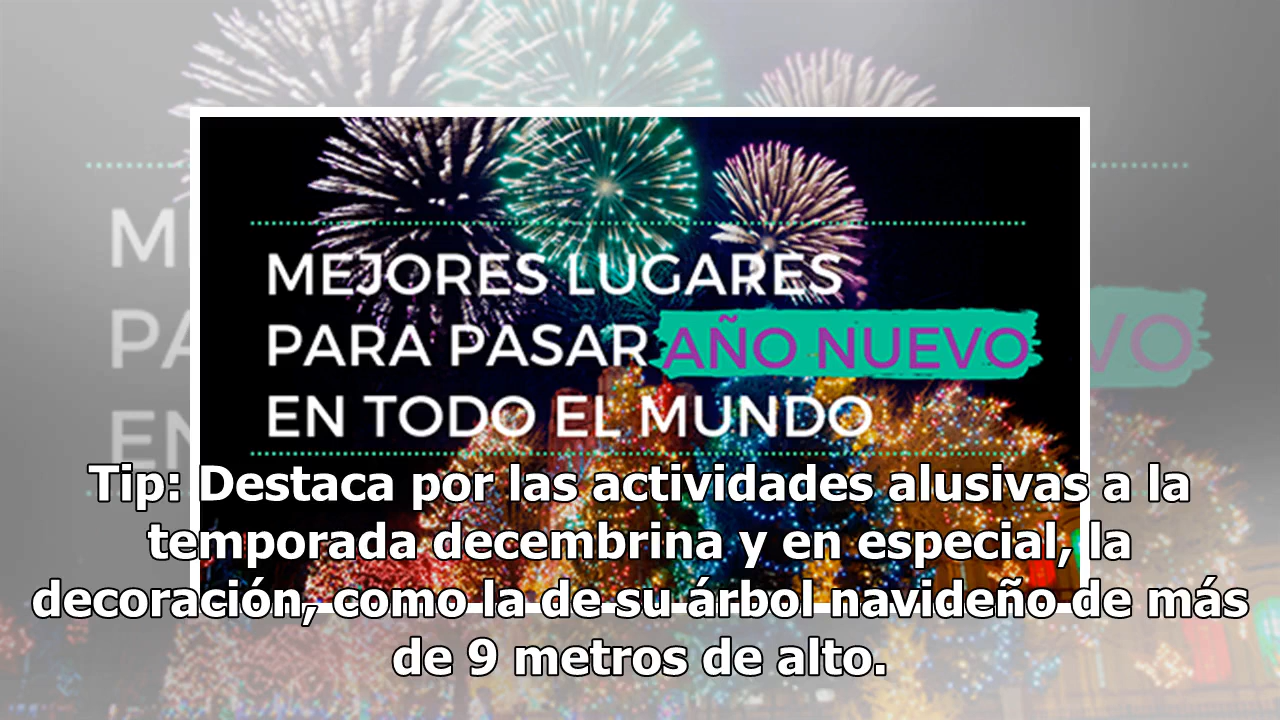 MEJORES LUGARES
PARA PASAR AÑO NUEVO
EN TODO EL MUNDO
Tip: Destaca por las actividades alusivas a la
temporada decembrina y en especial, la
decoración, como la de su árbol navideño de más
de 9 metros de alto.